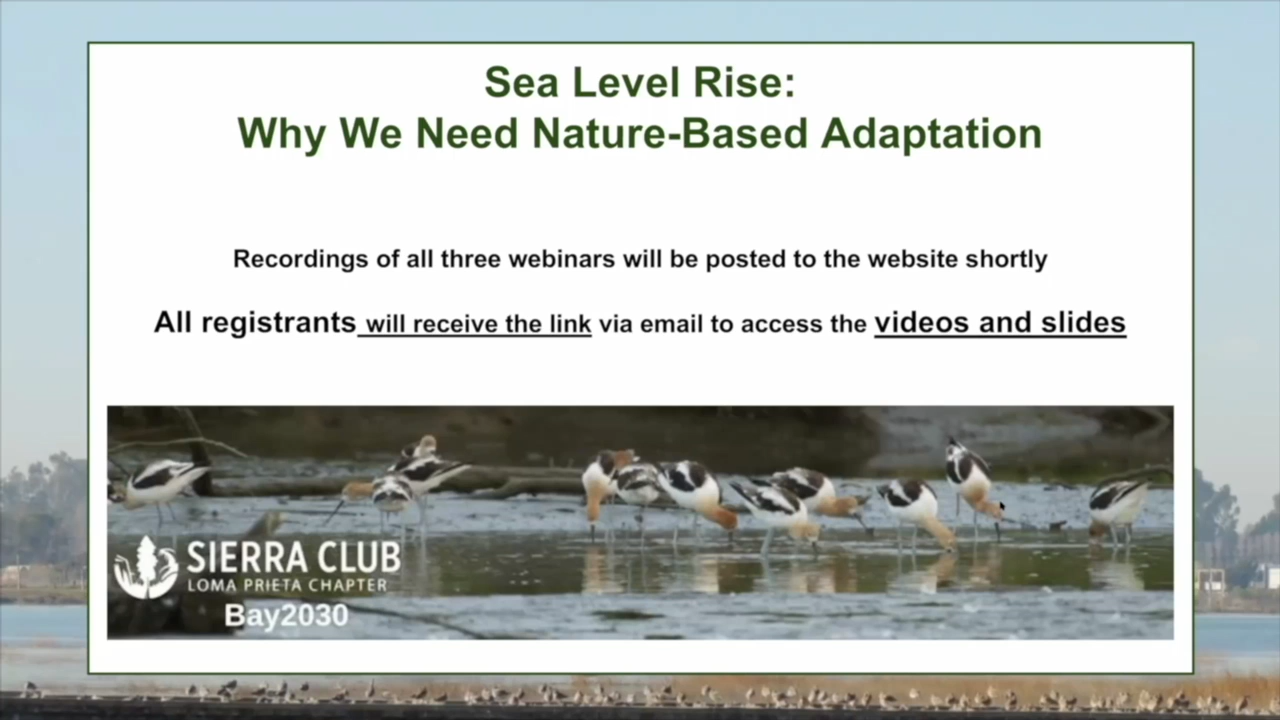 Sea Level Rise:
Why We Need Nature-Based Adaptation
Recordings of all three webinars will be posted to the website shortly
All registrants will receive the link via email to access the videos and slides
SIERRA CLUB
LOMA PRIETA CHAPTER
Bay2030